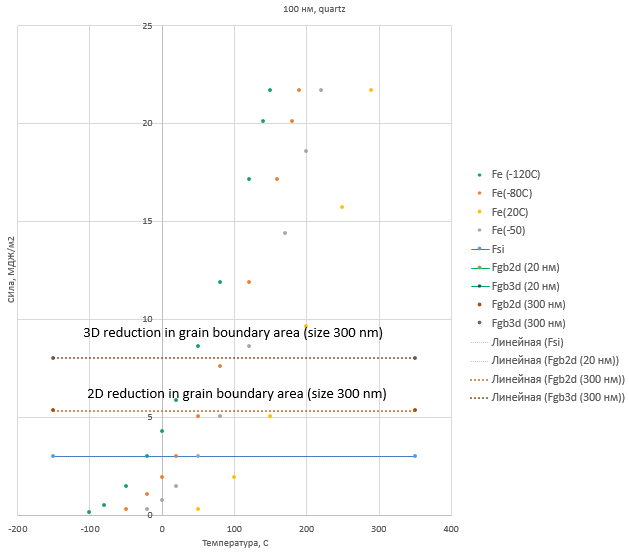 100 нм, quartz
25
20
15
10
5
0
-200
-100
0
100
200
300
400
Сила, МДЖ/м2
Температура, С
3D reduction in grain boundary area (size 300 nm)
2D reduction in grain boundary area (size 300 nm)
Fe (-120C)
Fe(-80C)
Fe(20C)
Fe(-50)
Fsi
Fgb2d (20 нм)
Fgb3d (20 нм)
Fgb2d (300 нм)
Fgb3d (300 нм)
Линейная (Fsi)
Линейная (Fgb2d (20 нм))
Линейная (Fgb2d (300 нм))
Линейная (Fgb3d (300 нм))